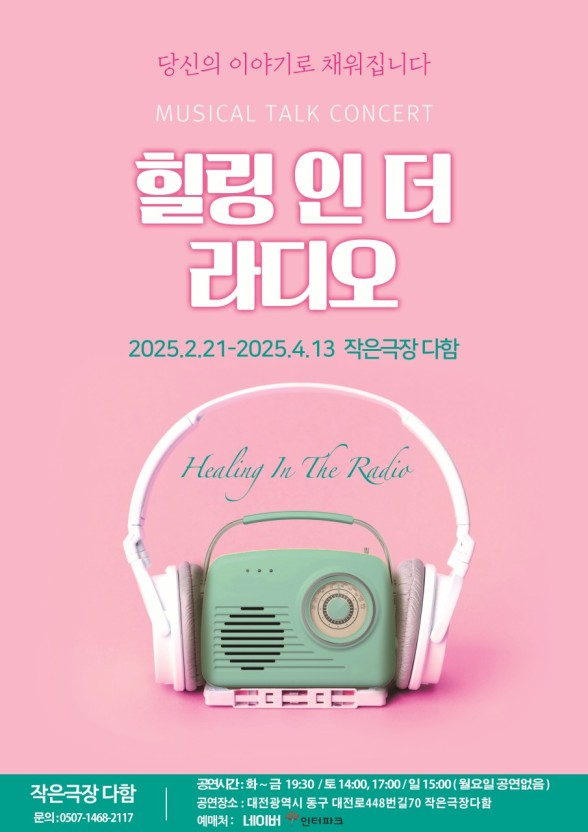 당신의 이야기로 채워집니다
MUSICAL TALK CONCERT
힐링 인 더
라디오
2025.2.21-2025.4.13 작은극장 다함
Healing In The Radio
작은극장 다함
문의 : 0507-1468-2117
공연시간 : 화 ~ 금 19:30 / 토 14:00, 17:00 / 일 15:00 ( 월요일 공연없음 )
공연장소 : 대전광역시 동구 대전로448번길70 작은극장다함
예매처 : 네이버 인터파크